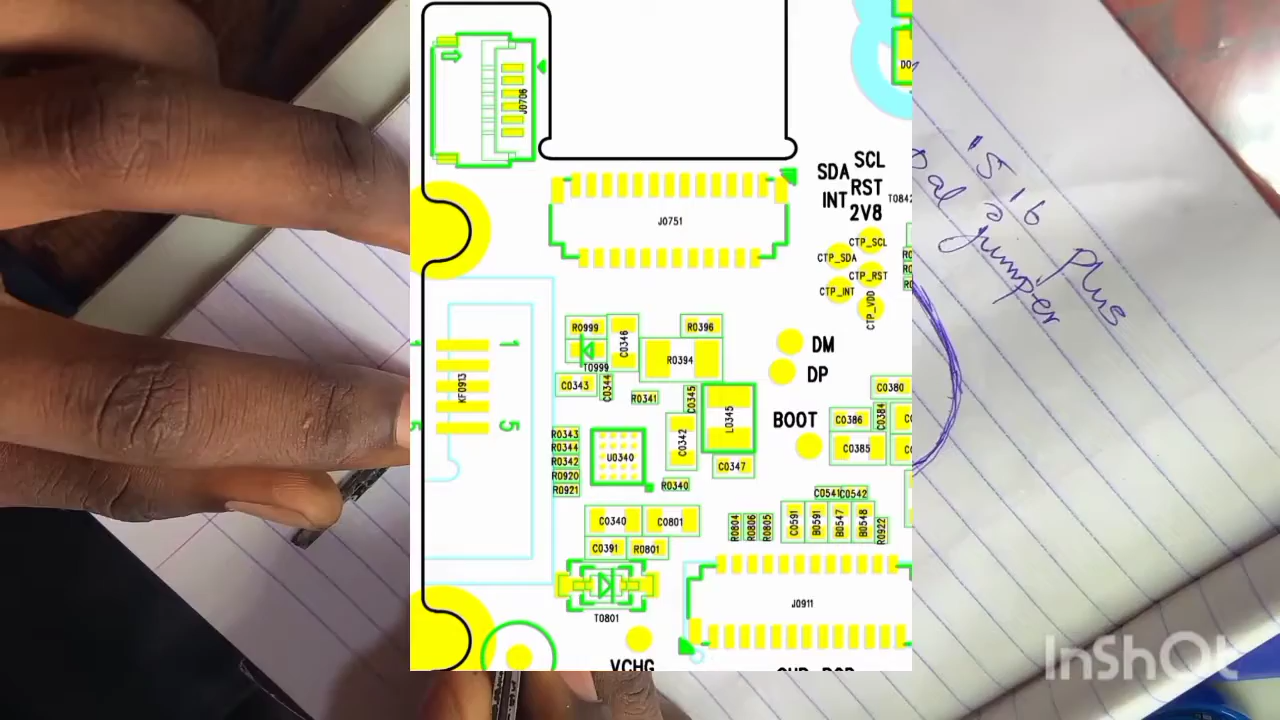 J0706
SCL
SDA
RST
INT
2V8
T0842
J0751
CTP_SCL
CTP_SDA
CTP_RST
CTP_INT
CTP_VDD
R0999
C0346
R0396
T0999
R0394
DM
DP
C0343
C0344
R0341
C0345
L0345
C0380
1
KF0913
5
BOOT
C0386
C0384
C0385
R0343
R0344
R0342
R0920
R0921
U0340
C0342
C0347
R0340
C0541
C0542
C0340
C0801
R0804
R0806
R0805
C0591
B0591
B0547
B0548
R0922
C0391
R0801
T0801
J0911
VCHG
'15 16 plus
2 jumper
InShOt